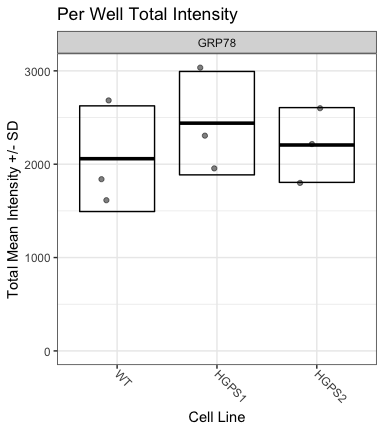 Per Well Total Intensity
GRP78
Total Mean Intensity +/- SD
3000
2000
1000
0
WT
HGPS1
HGPS2
Cell Line